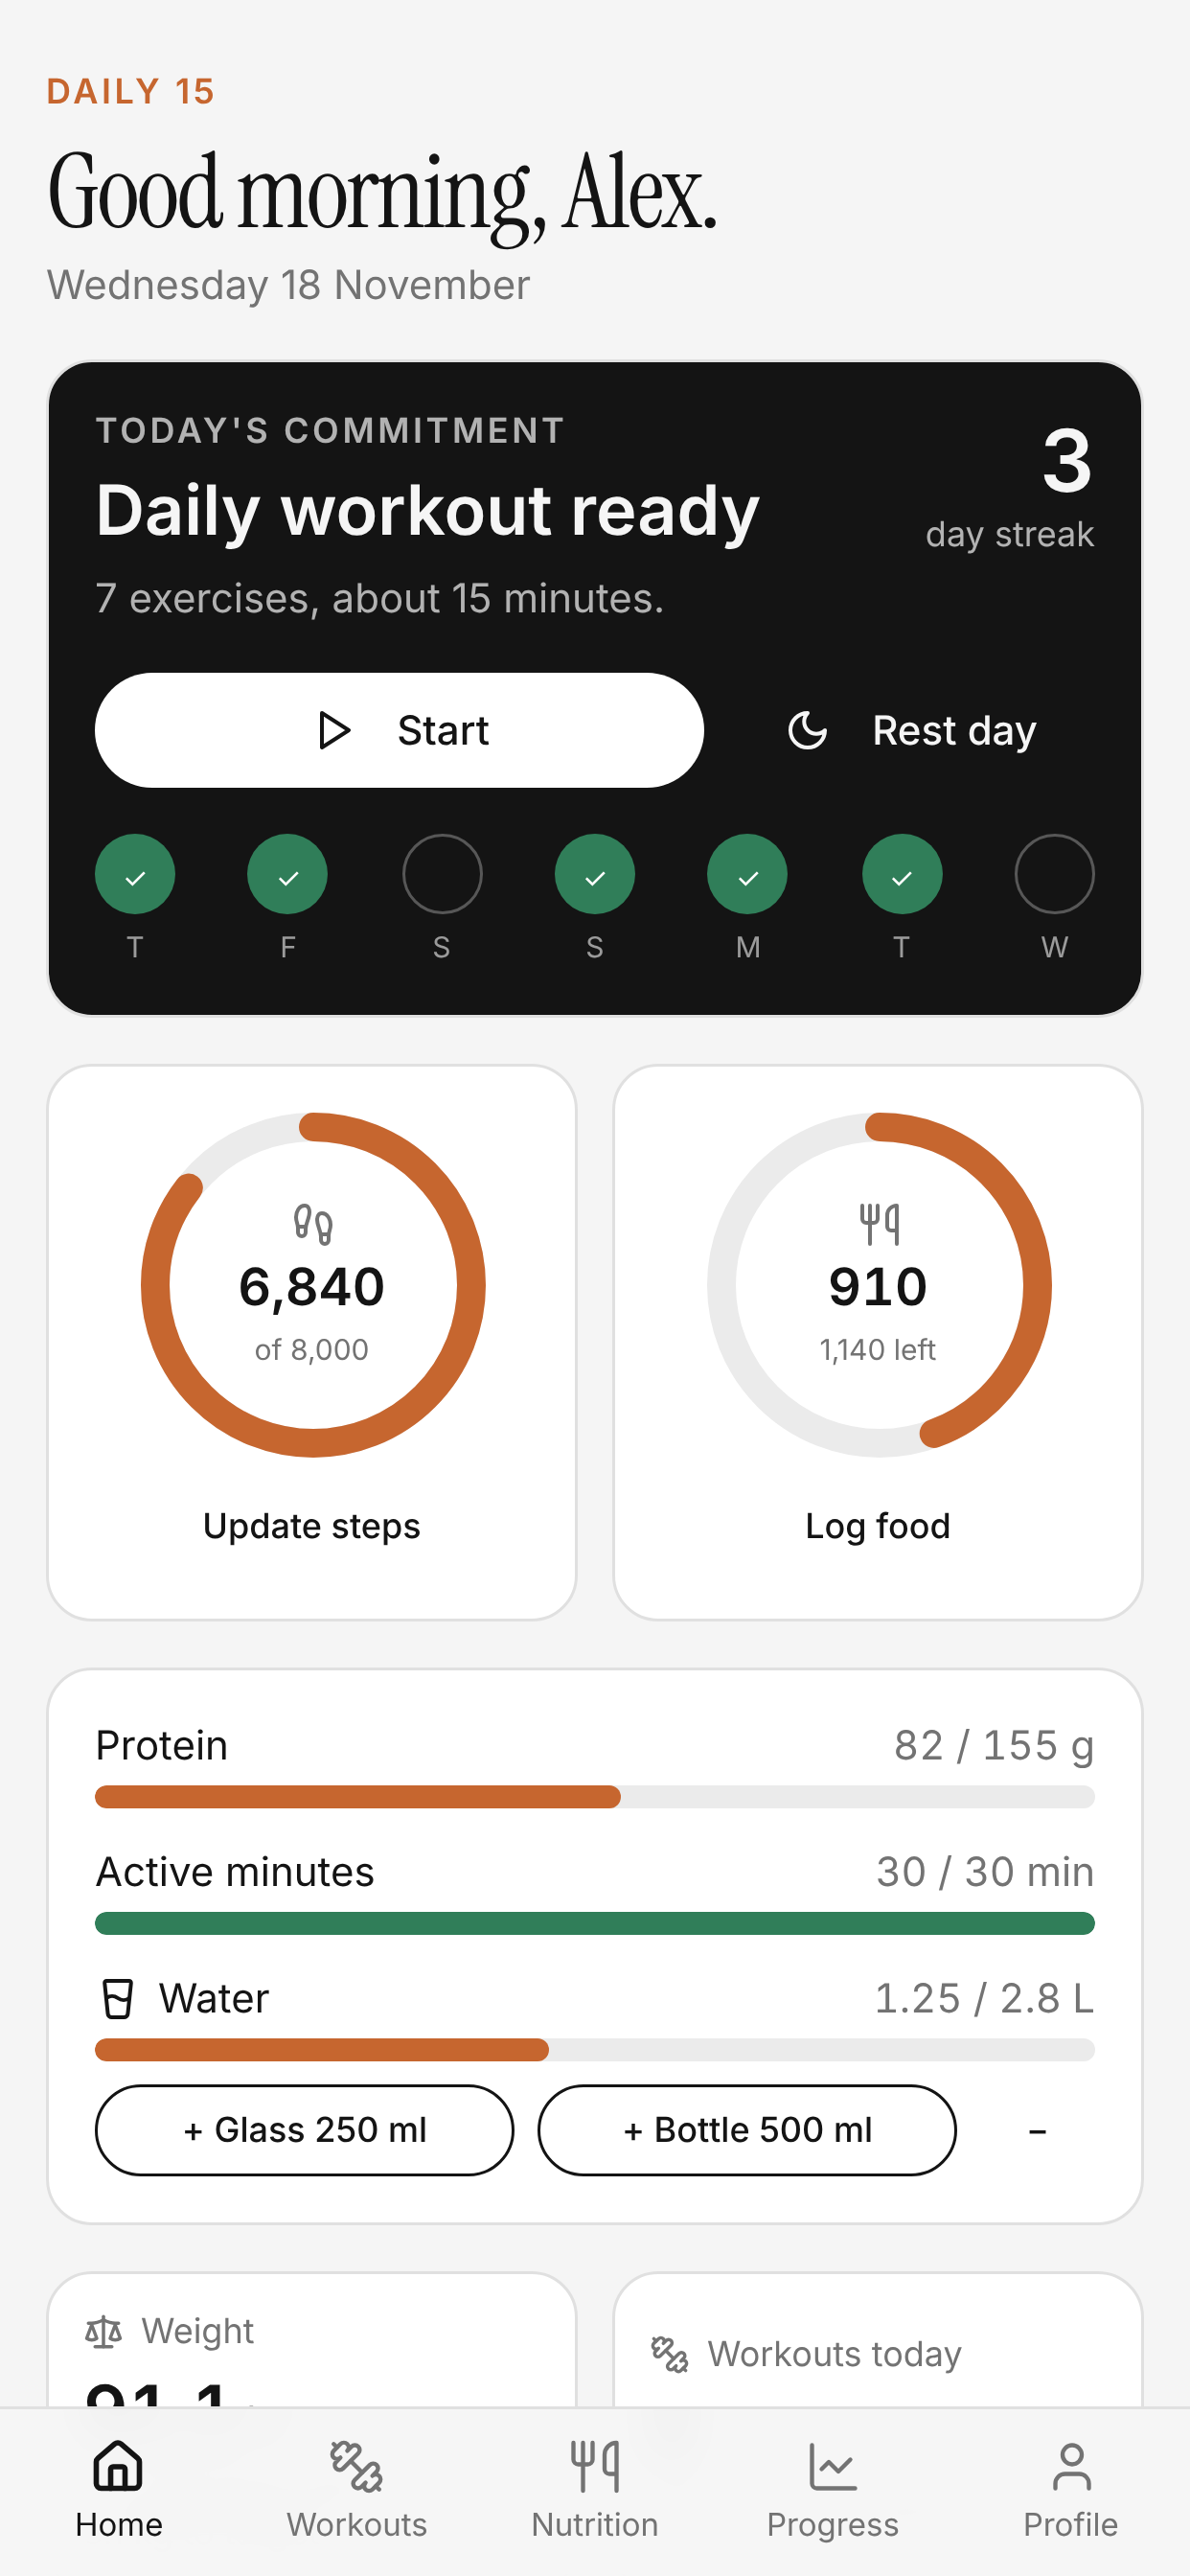 DAILY 15
Good morning, Alex.
Wednesday 18 November
TODAY'S COMMITMENT
Daily workout ready
7 exercises, about 15 minutes.
3
day streak
Start
Rest day
T F S S M T W
6,840
of 8,000
Update steps
910
1,140 left
Log food
Protein 82 / 155 g
Active minutes 30 / 30 min
Water 1.25 / 2.8 L
+ Glass 250 ml + Bottle 500 ml −
Weight
Workouts today
Home Workouts Nutrition Progress Profile